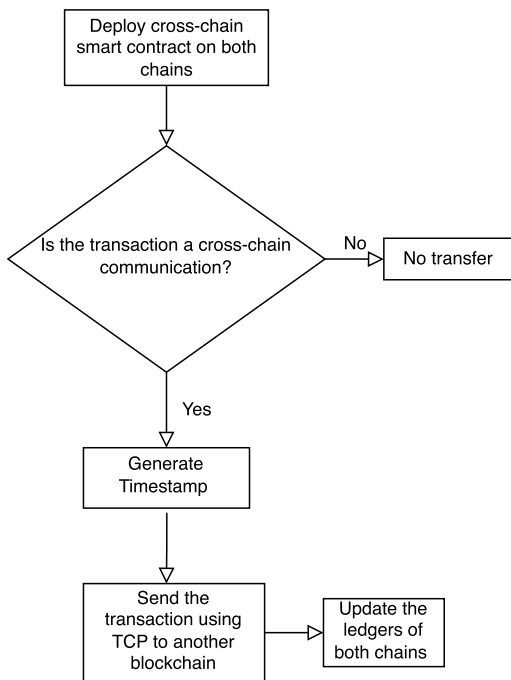 Deploy cross-chain
smart contract on both
chains
Is the transaction a cross-chain
communication?
No
No transfer
Yes
Generate
Timestamp
Send the
transaction using
TCP to another
blockchain
Update the
ledgers of
both chains